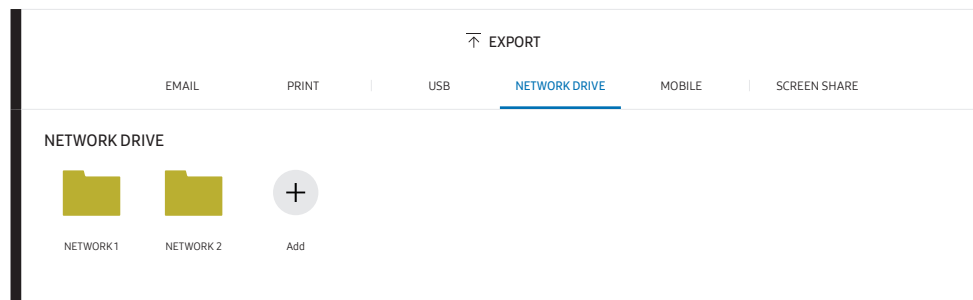 EXPORT
EMAIL PRINT USB NETWORK DRIVE MOBILE SCREEN SHARE
NETWORK DRIVE
NETWORK 1 NETWORK 2 Add